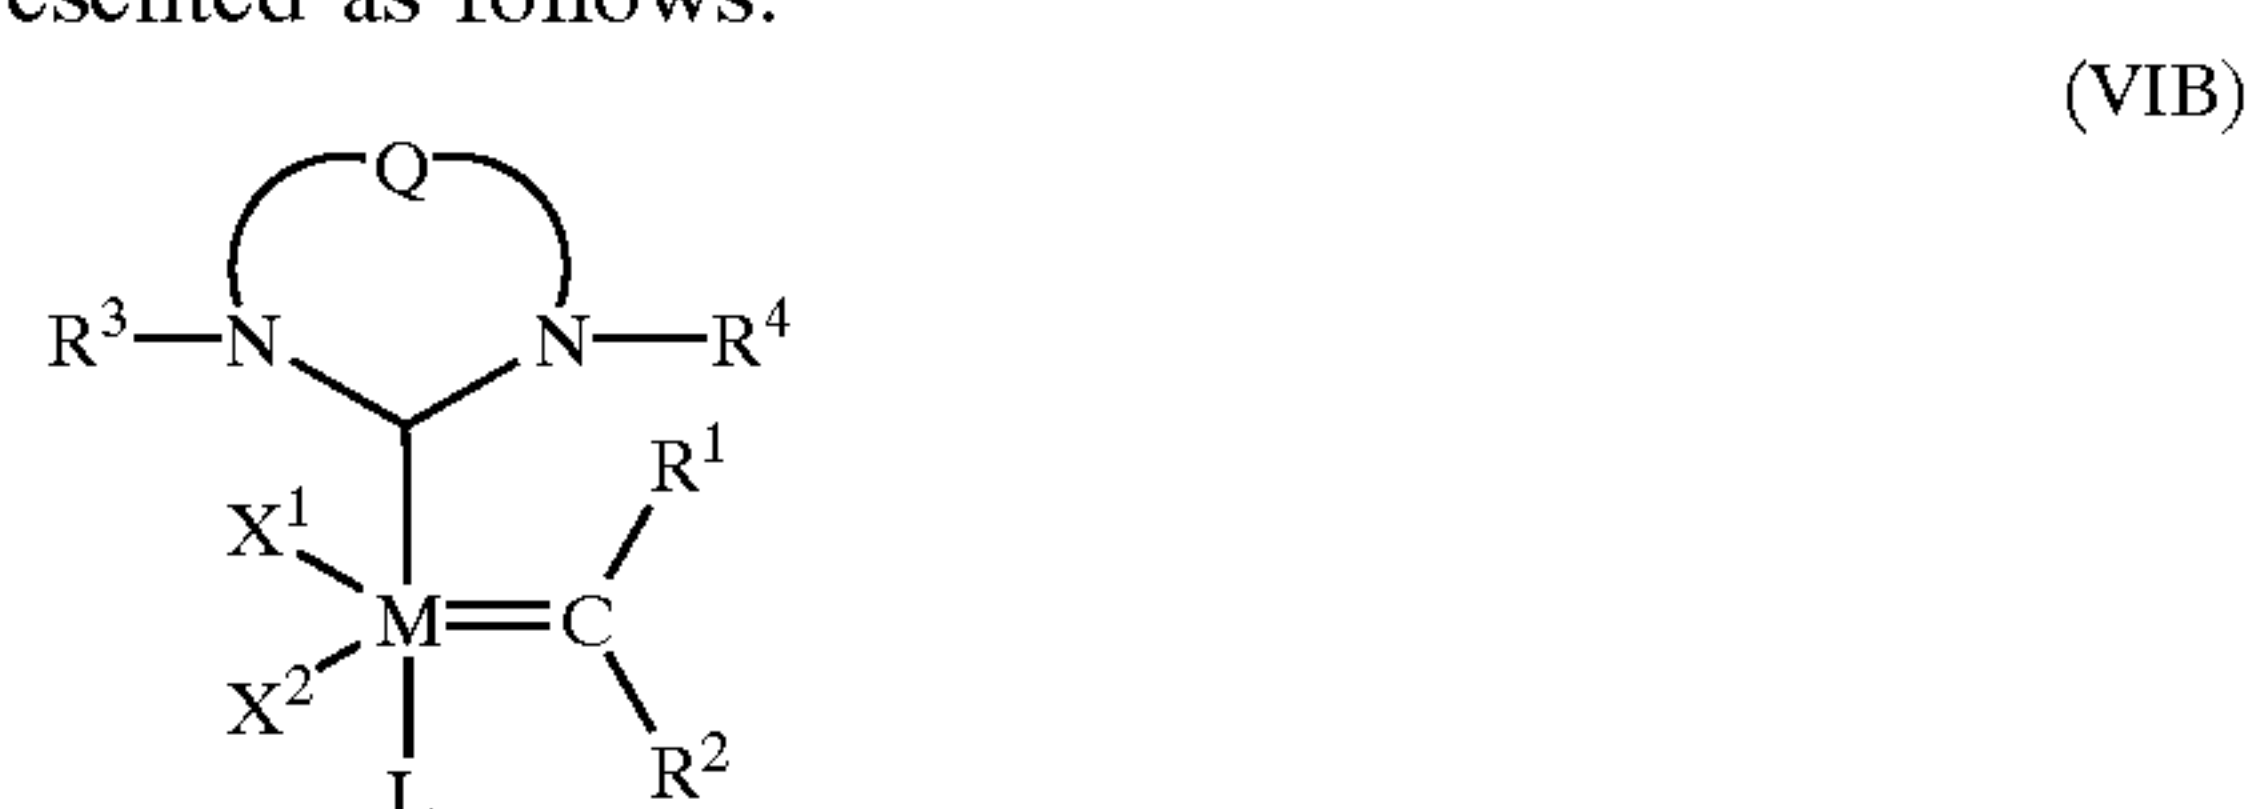 esented as follows:
(VIB)
Q
R³—N N—R⁴
R¹
X¹
M=C
X²
R²
L